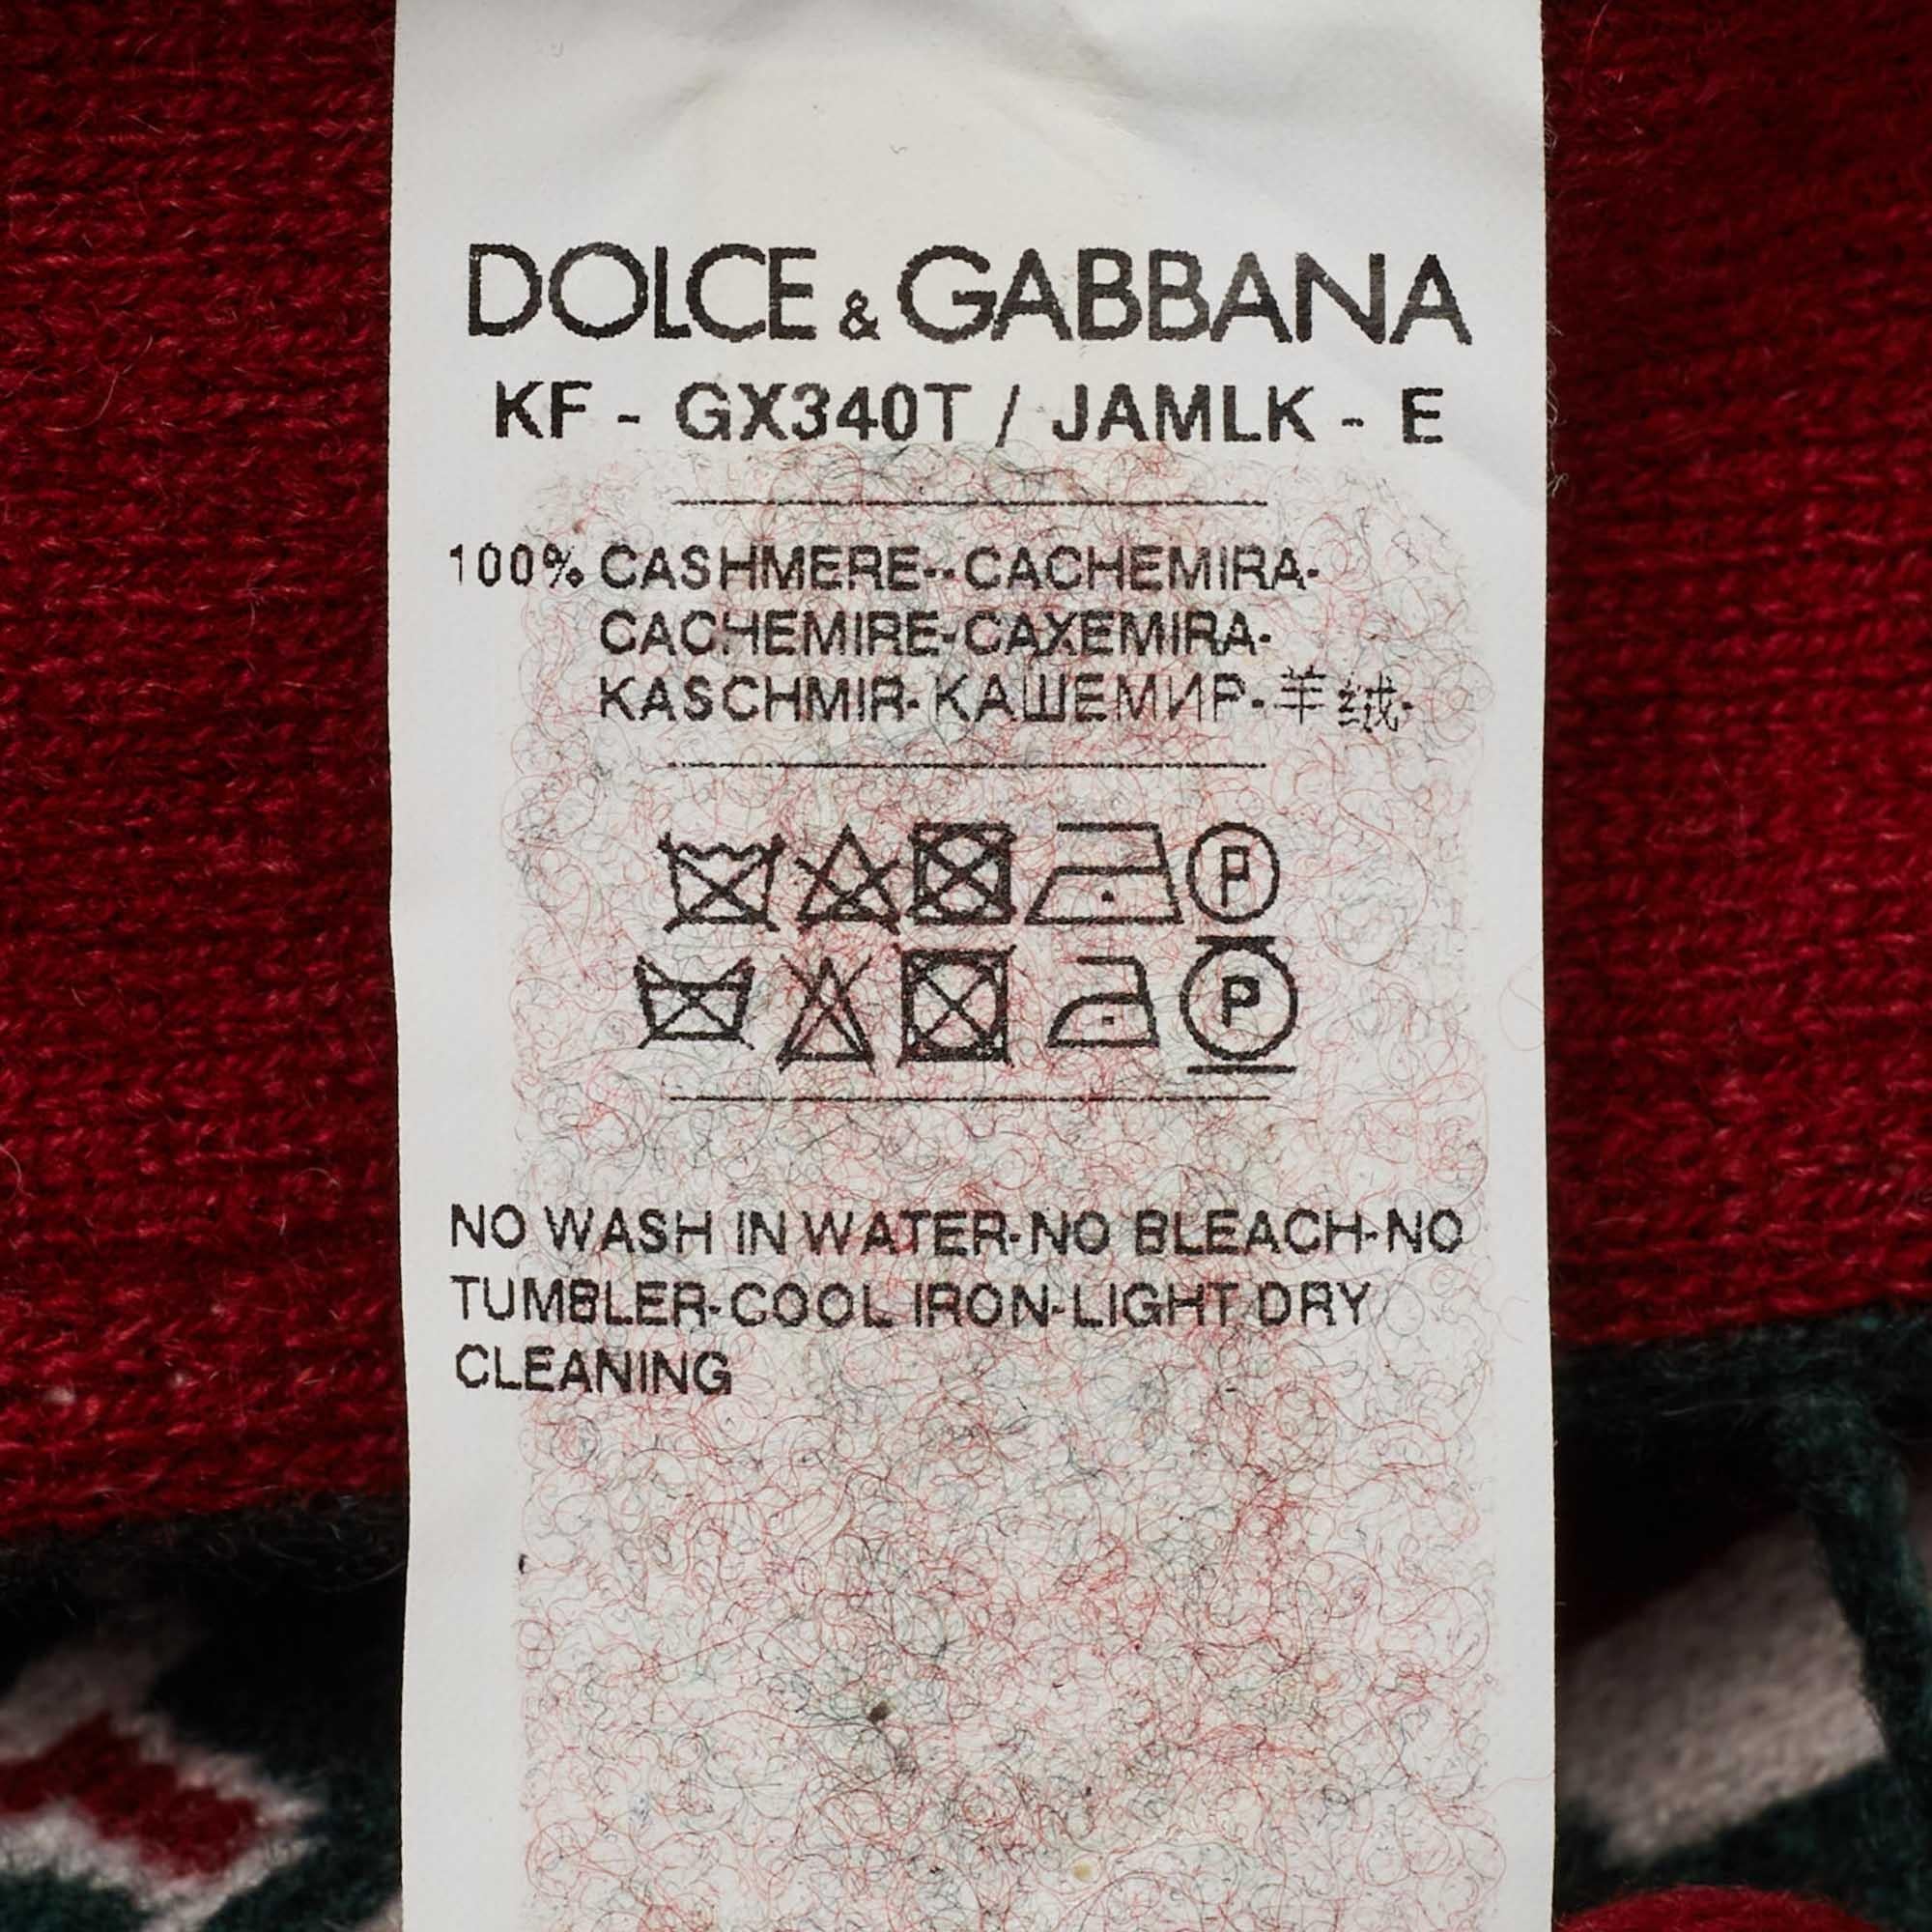 DOLCE & GABBANA
KF - GX340T / JAMLK - E
100% CASHMERE--CACHEMIRA-
CACHEMIRE-CAXEMIRA-
KASCHMIR-КАШЕМИР-羊绒-
P
P
NO WASH IN WATER-NO BLEACH-NO
TUMBLER-COOL IRON-LIGHT DRY
CLEANING